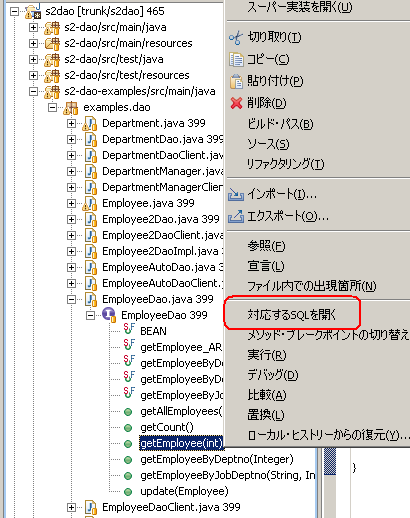 s2dao [trunk/s2dao] 465
s2-dao/src/main/java
s2-dao/src/main/resources
s2-dao/src/test/java
s2-dao/src/test/resources
s2-dao-examples/src/main/java
examples.dao
Department.java 399
DepartmentDao.java 399
DepartmentDaoClient.java
DepartmentManager.java
DepartmentManagerClient
Employee.java 399
Employee2Dao.java 399
Employee2DaoClient.java
Employee2DaoImpl.java
EmployeeAutoDao.java
EmployeeAutoDaoClient
EmployeeDao.java 399
EmployeeDao 399
BEAN
getEmployee_AR
getEmployeeByDe
getEmployeeByDe
getEmployeeByJo
getAllEmployees(
getCount()
getEmployee(int)
getEmployeeByDeptno(Integer)
getEmployeeByJobDeptno(String, In
update(Employee)
EmployeeDaoClient.java 399
スーパー実装を開く(U)
切り取り(T)
コピー(C)
貼り付け(P)
削除(D)
ビルド・パス(B)
ソース(S)
リファクタリング(T)
インポート(I)...
エクスポート(O)...
参照(F)
宣言(L)
ファイル内での出現箇所(N)
対応するSQLを開く
メソッド・ブレークポイントの切り替え
実行(R)
デバッグ(D)
比較(A)
置換(L)
ローカル・ヒストリーからの復元(Y)...
}